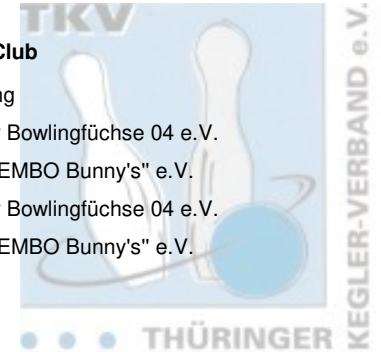 TKV
Club
ng
Bowlingfüchse 04 e.V.
EMBO Bunny's" e.V.
Bowlingfüchse 04 e.V.
EMBO Bunny's" e.V.
THÜRINGER
KEGLER-VERBAND e.V.